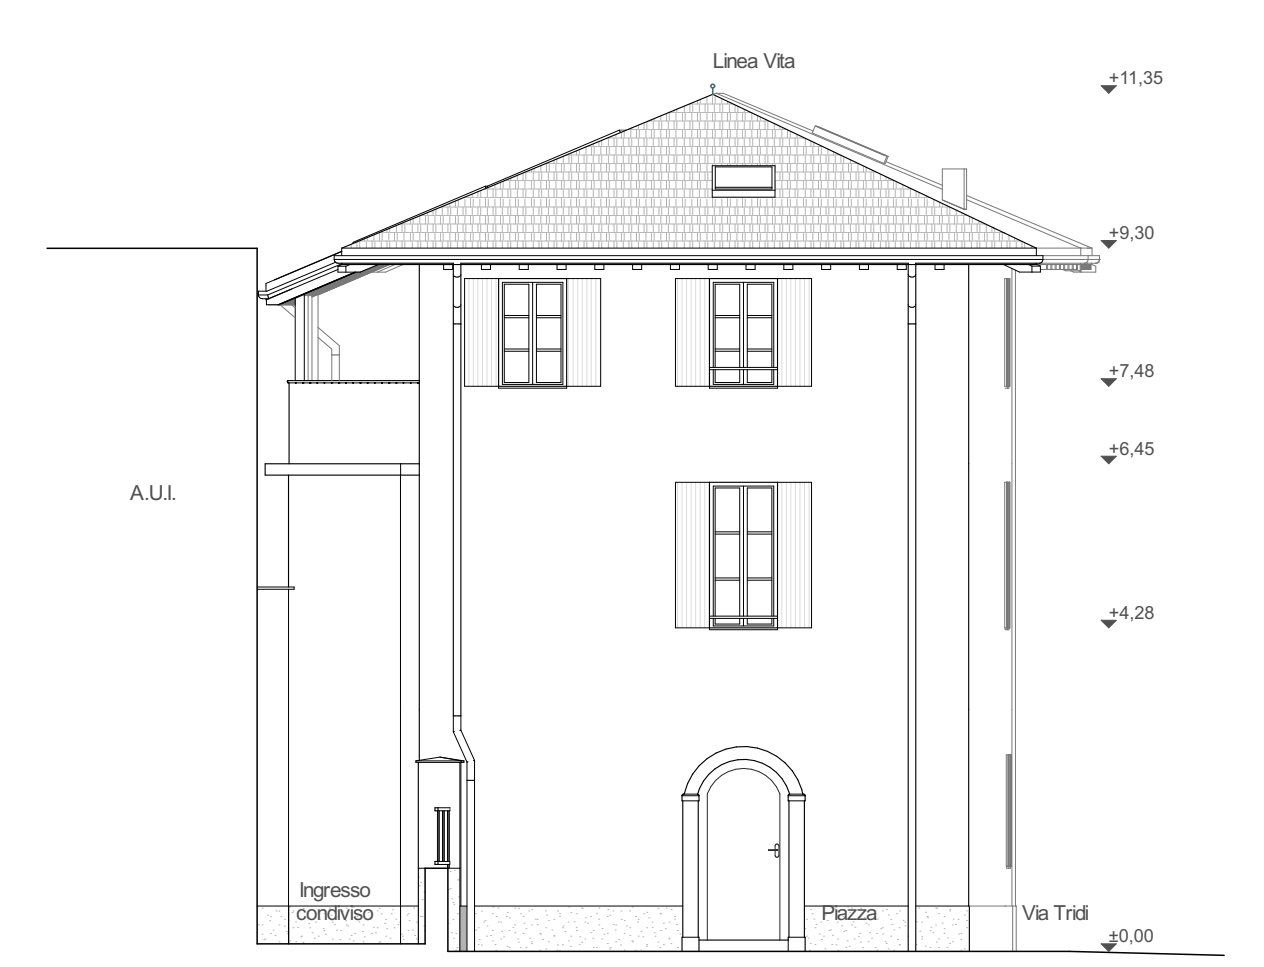 Linea Vita
+11,35
+9,30
+7,48
+6,45
A.U.I.
+4,28
Ingresso
condiviso
Piazza
Via Tridi
±0,00